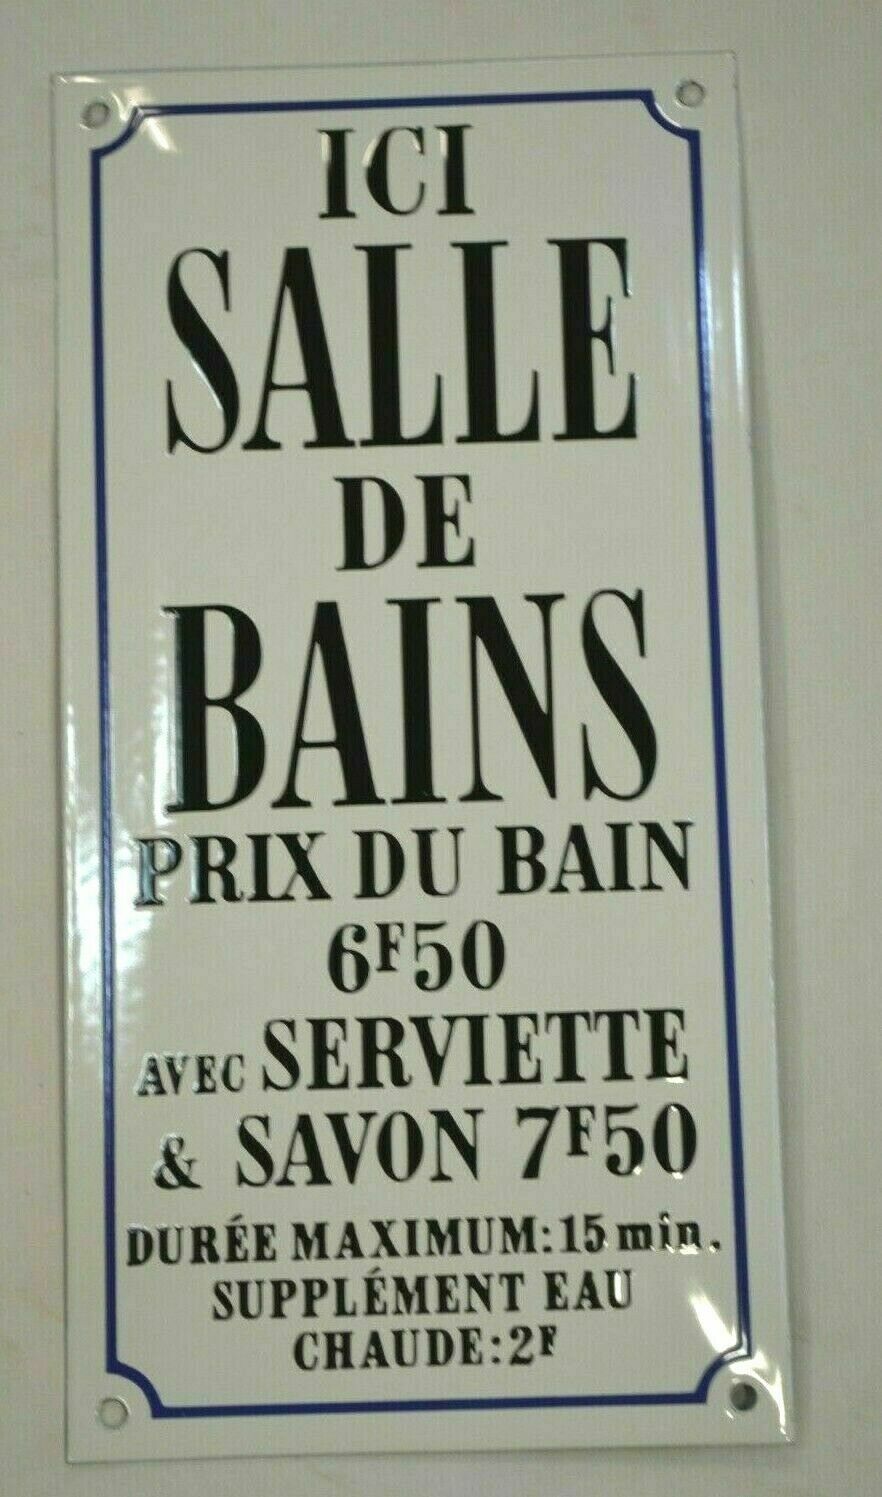 ICI
SALLE
DE
BAINS
PRIX DU BAIN
6F50
AVEC SERVIETTE
& SAVON 7F50
DURÉE MAXIMUM: 15 min.
SUPPLÉMENT EAU
CHAUDE: 2F